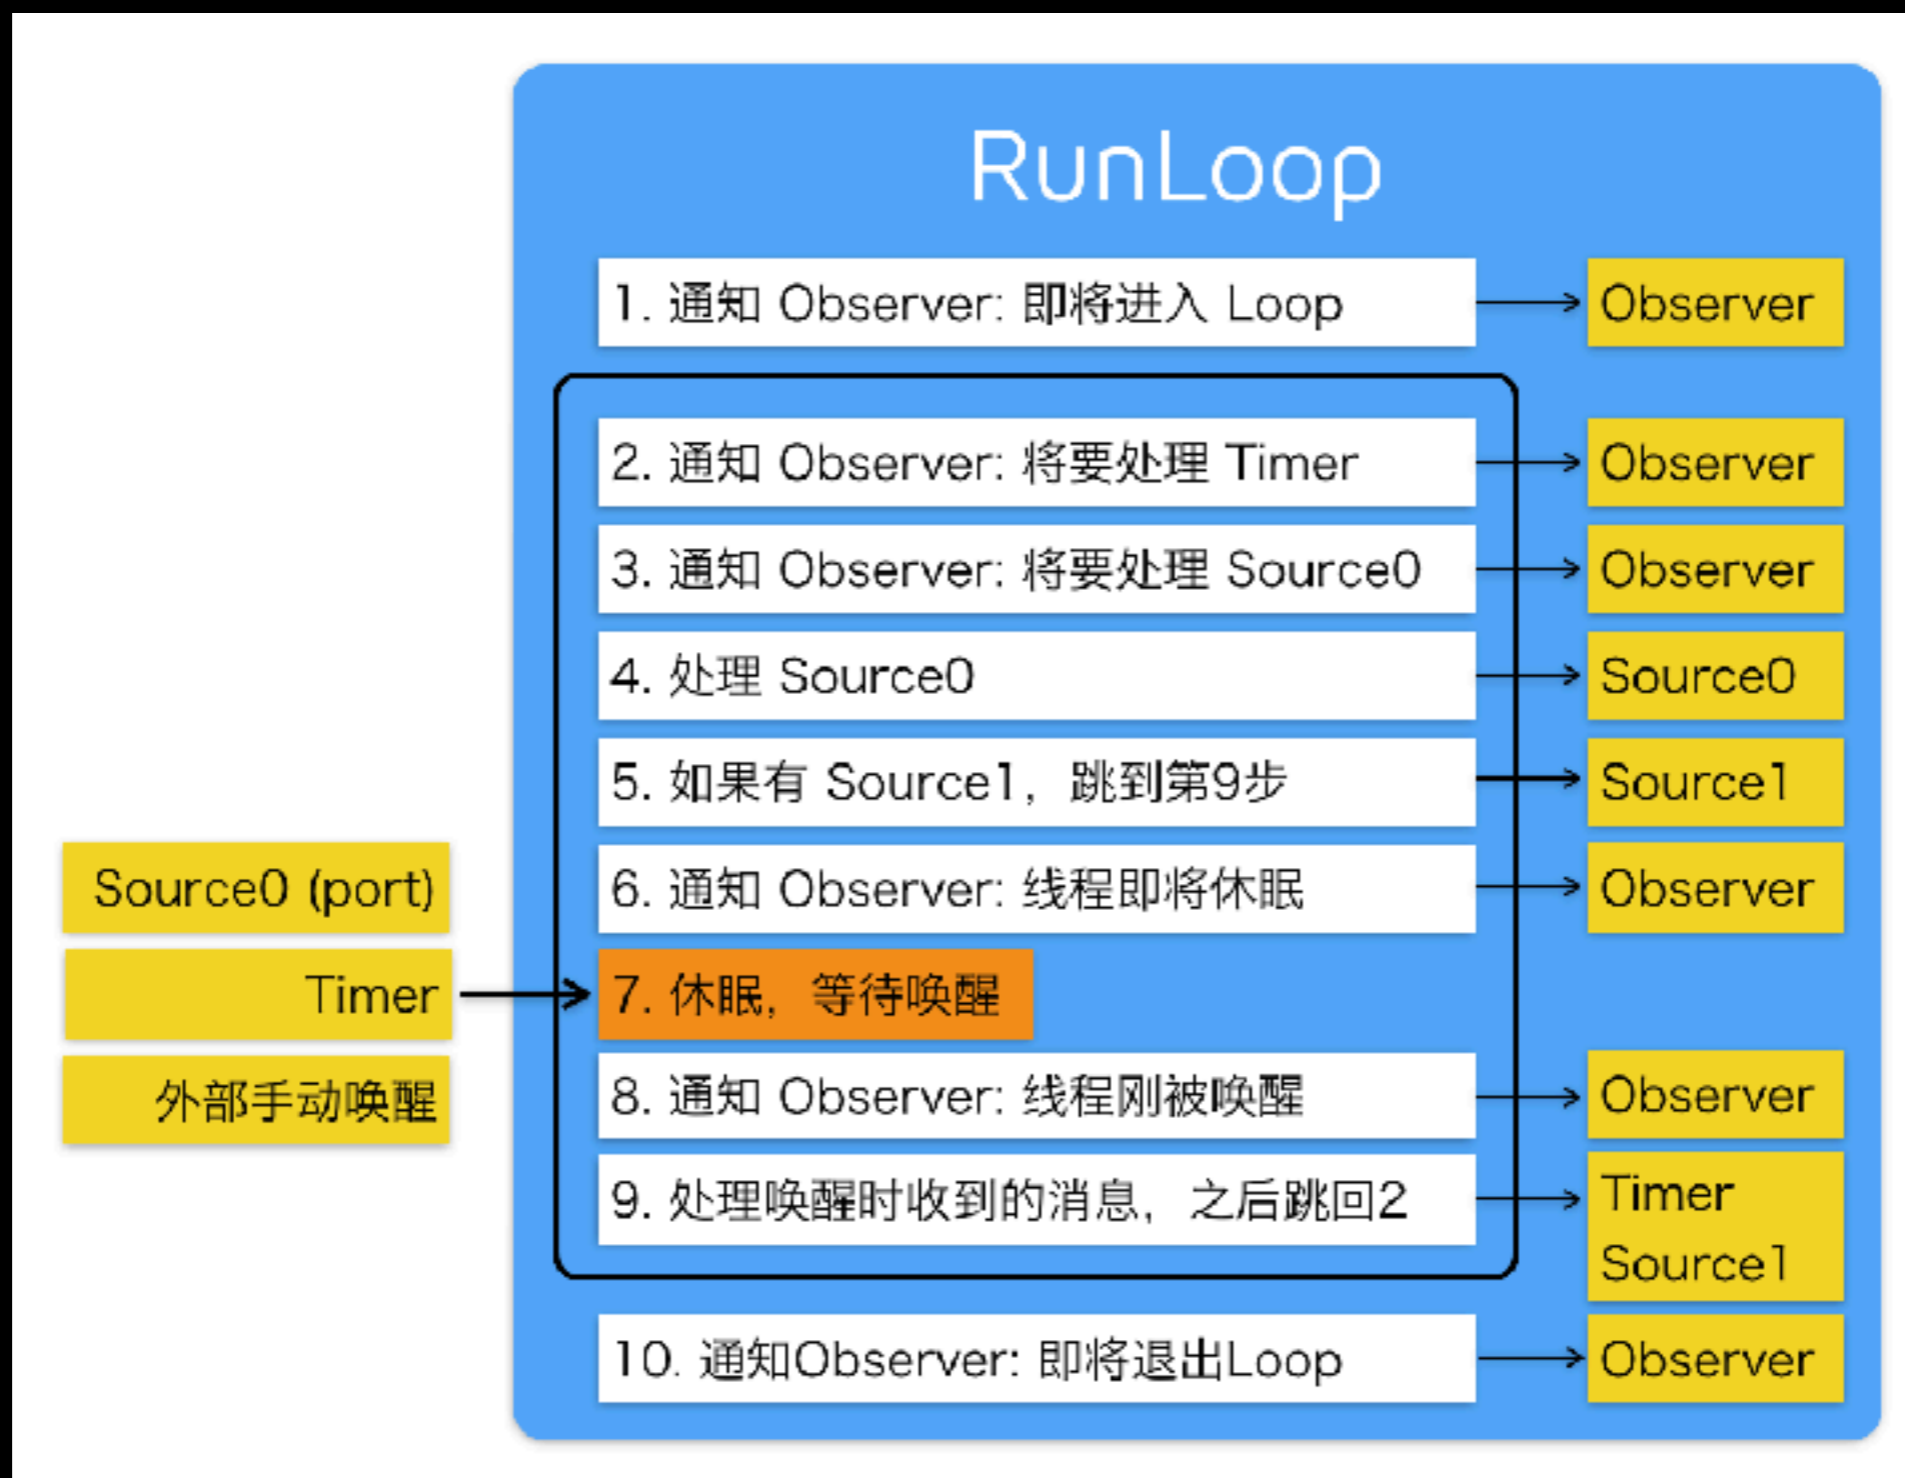 RunLoop
1. 通知 Observer: 即将进入 Loop
Observer
2. 通知 Observer: 将要处理 Timer
Observer
3. 通知 Observer: 将要处理 Source0
Observer
4. 处理 Source0
Source0
5. 如果有 Source1，跳到第9步
Source1
Source0 (port)
6. 通知 Observer: 线程即将休眠
Observer
Timer
7. 休眠，等待唤醒
外部手动唤醒
8. 通知 Observer: 线程刚被唤醒
Observer
9. 处理唤醒时收到的消息，之后跳回2
Timer
Source1
10. 通知Observer: 即将退出Loop
Observer